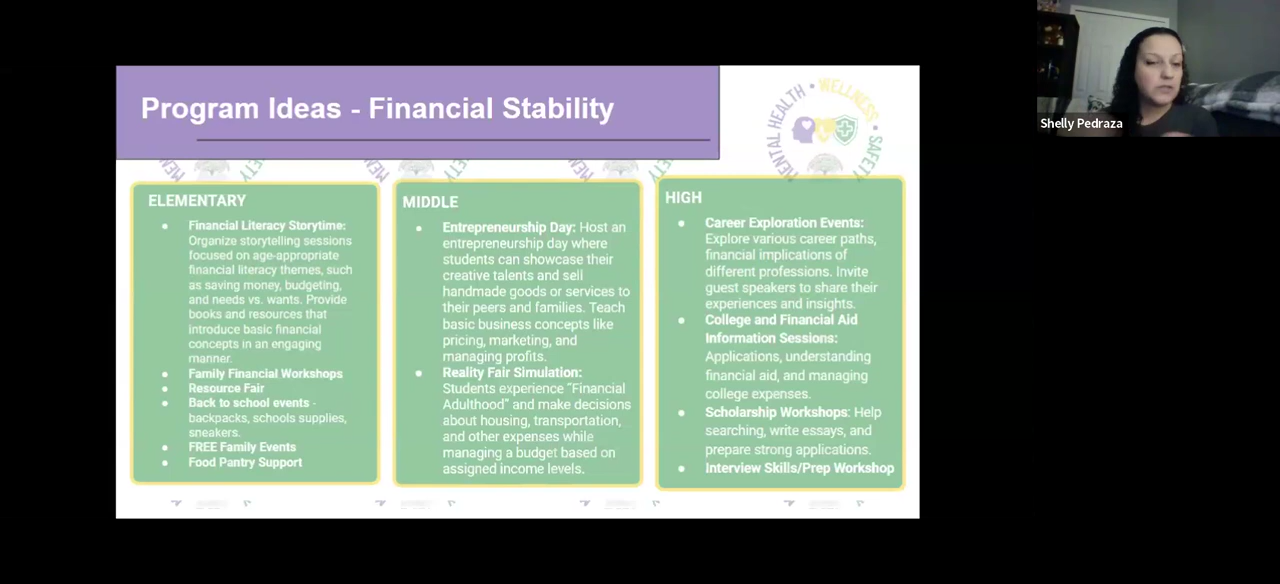 Program Ideas - Financial Stability
MENTAL HEALTH • WELLNESS • SAFETY
Shelly Pedraza
ELEMENTARY
● Financial Literacy Storytime:
Organize storytelling sessions
focused on age-appropriate
financial literacy themes, such
as saving money, budgeting,
and needs vs. wants. Provide
books and resources that
introduce basic financial
concepts in an engaging
manner.
● Family Financial Workshops
● Resource Fair
● Back to school events -
backpacks, schools supplies,
sneakers.
● FREE Family Events
● Food Pantry Support
MIDDLE
● Entrepreneurship Day: Host an
entrepreneurship day where
students can showcase their
creative talents and sell
handmade goods or services to
their peers and families. Teach
basic business concepts like
pricing, marketing, and
managing profits.
● Reality Fair Simulation:
Students experience “Financial
Adulthood” and make decisions
about housing, transportation,
and other expenses while
managing a budget based on
assigned income levels.
HIGH
● Career Exploration Events:
Explore various career paths,
financial implications of
different professions. Invite
guest speakers to share their
experiences and insights.
● College and Financial Aid
Information Sessions:
Applications, understanding
financial aid, and managing
college expenses.
● Scholarship Workshops: Help
searching, write essays, and
prepare strong applications.
● Interview Skills/Prep Workshop